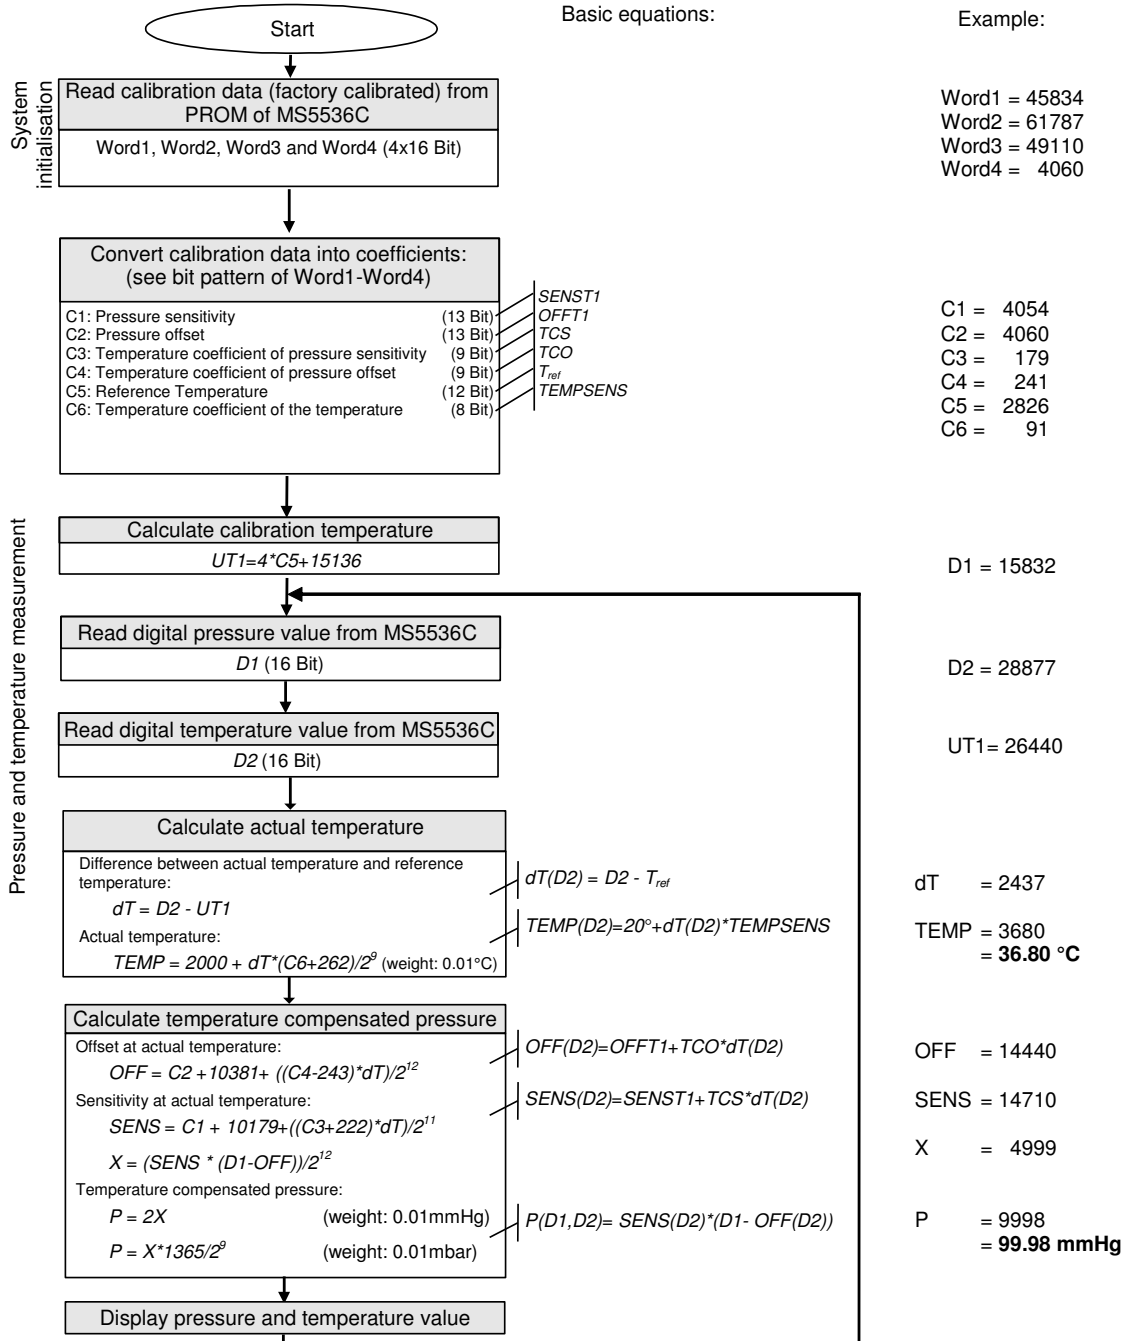 Basic equations:
Example:
Start
System initialisation
Read calibration data (factory calibrated) from
PROM of MS5536C
Word1, Word2, Word3 and Word4 (4x16 Bit)
Word1 = 45834
Word2 = 61787
Word3 = 49110
Word4 = 4060
Convert calibration data into coefficients:
(see bit pattern of Word1-Word4)
C1: Pressure sensitivity (13 Bit) SENST1
C2: Pressure offset (13 Bit) OFFT1
C3: Temperature coefficient of pressure sensitivity (9 Bit) TCS
C4: Temperature coefficient of pressure offset (9 Bit) TCO
C5: Reference Temperature (12 Bit) Tref
C6: Temperature coefficient of the temperature (8 Bit) TEMPSENS
C1 = 4054
C2 = 4060
C3 = 179
C4 = 241
C5 = 2826
C6 = 91
Pressure and temperature measurement
Calculate calibration temperature
UT1=4*C5+15136
D1 = 15832
Read digital pressure value from MS5536C
D1 (16 Bit)
D2 = 28877
Read digital temperature value from MS5536C
D2 (16 Bit)
UT1= 26440
Calculate actual temperature
Difference between actual temperature and reference
temperature:
dT = D2 - UT1
dT(D2) = D2 - Tref
dT = 2437
Actual temperature:
TEMP = 2000 + dT*(C6+262)/2⁹ (weight: 0.01°C)
TEMP(D2)=20°+dT(D2)*TEMPSENS
TEMP = 3680
= 36.80 °C
Calculate temperature compensated pressure
Offset at actual temperature:
OFF = C2 +10381+ ((C4-243)*dT)/2¹²
OFF(D2)=OFFT1+TCO*dT(D2)
OFF = 14440
Sensitivity at actual temperature:
SENS = C1 + 10179+((C3+222)*dT)/2¹¹
SENS(D2)=SENST1+TCS*dT(D2)
SENS = 14710
X = (SENS * (D1-OFF))/2¹²
X = 4999
Temperature compensated pressure:
P = 2X (weight: 0.01mmHg)
P = X*1365/2⁹ (weight: 0.01mbar)
P(D1,D2)= SENS(D2)*(D1- OFF(D2))
P = 9998
= 99.98 mmHg
Display pressure and temperature value